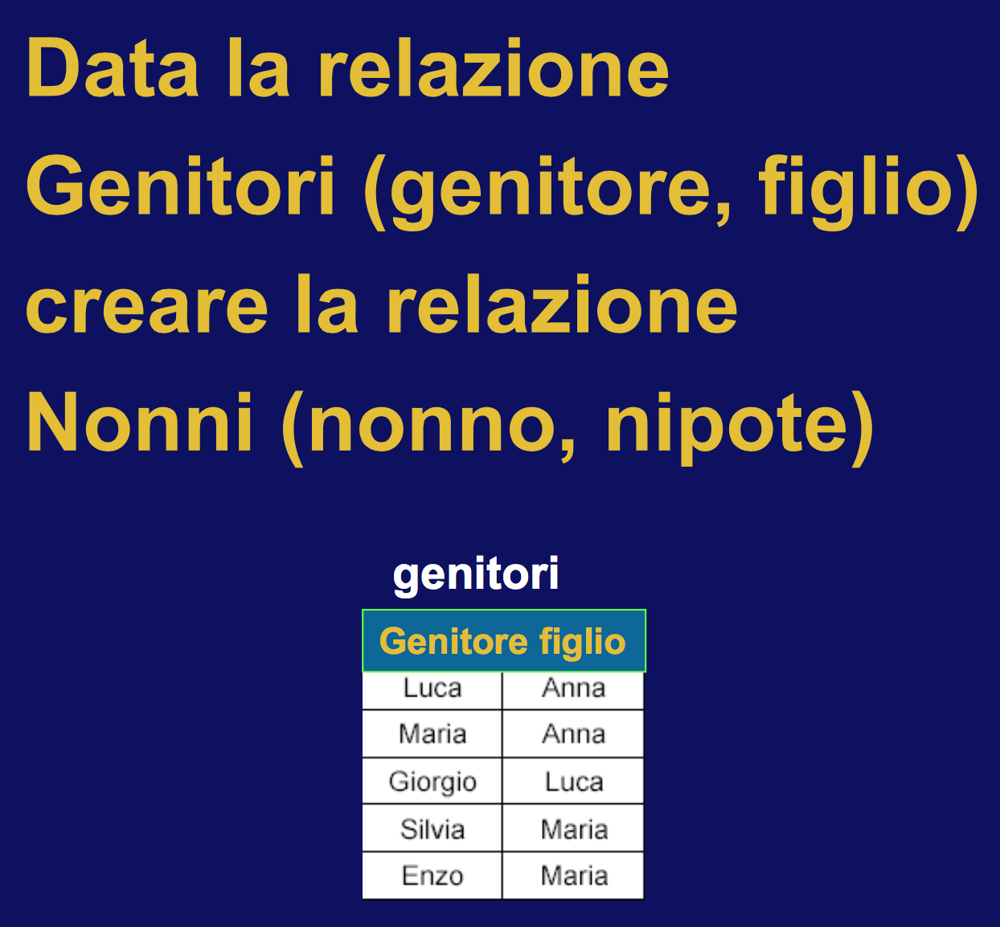 Data la relazione
Genitori (genitore, figlio)
creare la relazione
Nonni (nonno, nipote)
genitori
Genitore figlio
Luca Anna
Maria Anna
Giorgio Luca
Silvia Maria
Enzo Maria